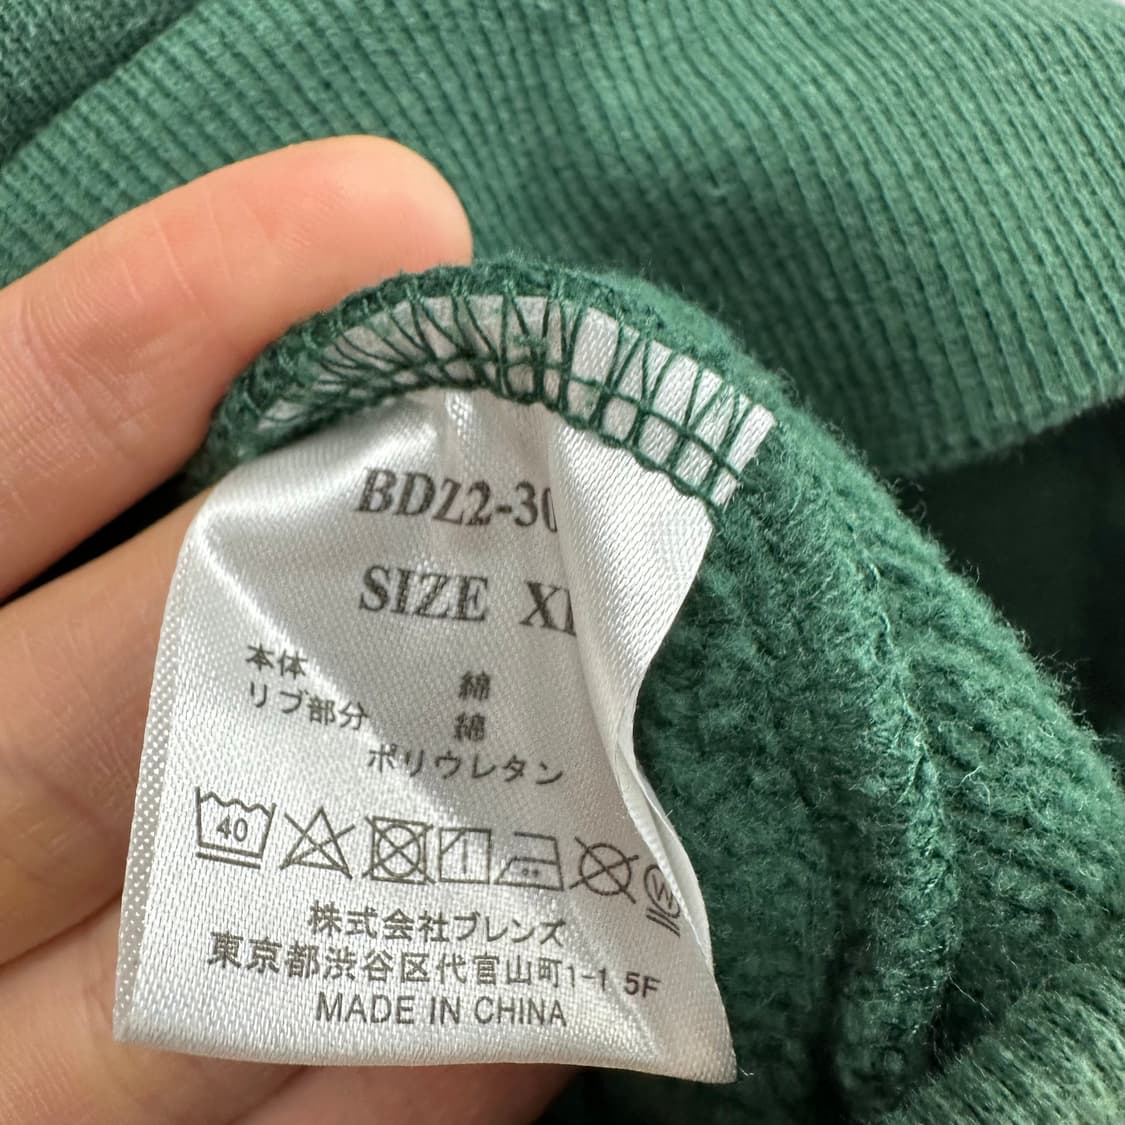 BDZ2-30
SIZE
本体 綿
リブ部分 綿
ポリウレタン
40
W
株式会社ブレンズ
東京都渋谷区代官山町1-1 5F
MADE IN CHINA